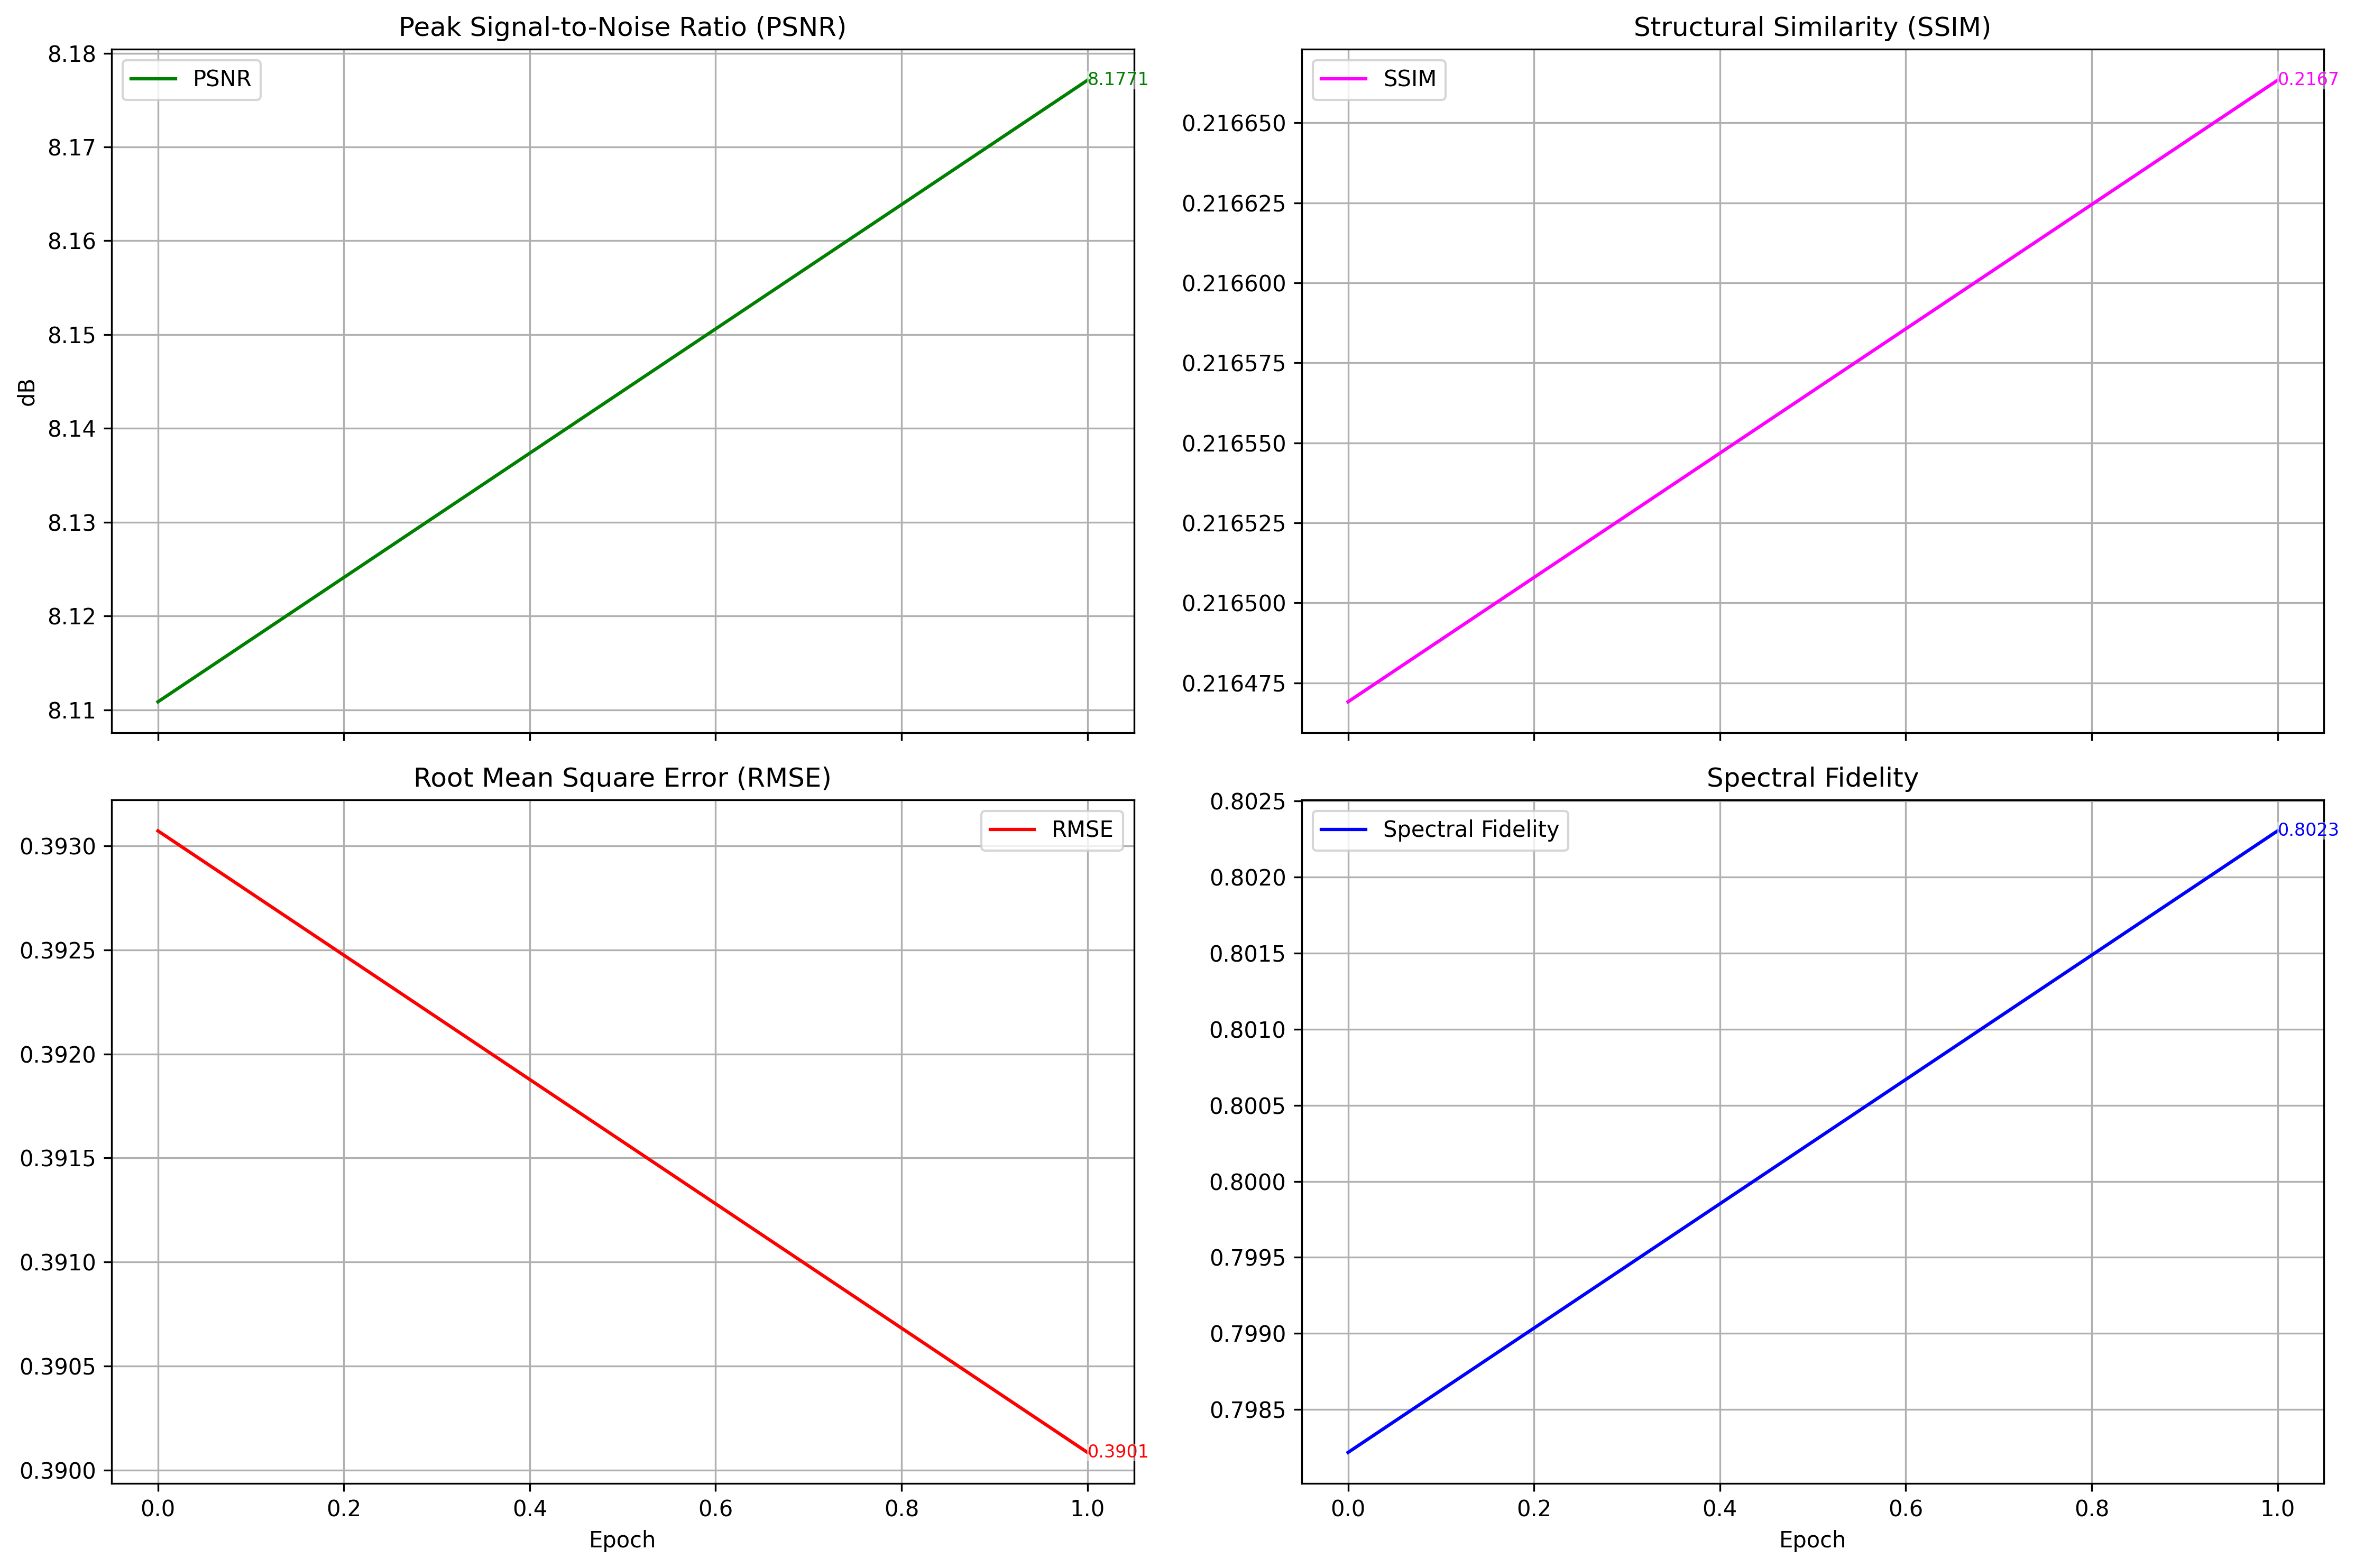 Peak Signal-to-Noise Ratio (PSNR)
PSNR
8.1771
8.18
8.17
8.16
8.15
8.14
8.13
8.12
8.11
dB
Structural Similarity (SSIM)
SSIM
0.2167
0.216650
0.216625
0.216600
0.216575
0.216550
0.216525
0.216500
0.216475
Root Mean Square Error (RMSE)
RMSE
0.3930
0.3925
0.3920
0.3915
0.3910
0.3905
0.3900
0.3901
0.0 0.2 0.4 0.6 0.8 1.0
Epoch
Spectral Fidelity
Spectral Fidelity
0.8023
0.8025
0.8020
0.8015
0.8010
0.8005
0.8000
0.7995
0.7990
0.7985
0.0 0.2 0.4 0.6 0.8 1.0
Epoch